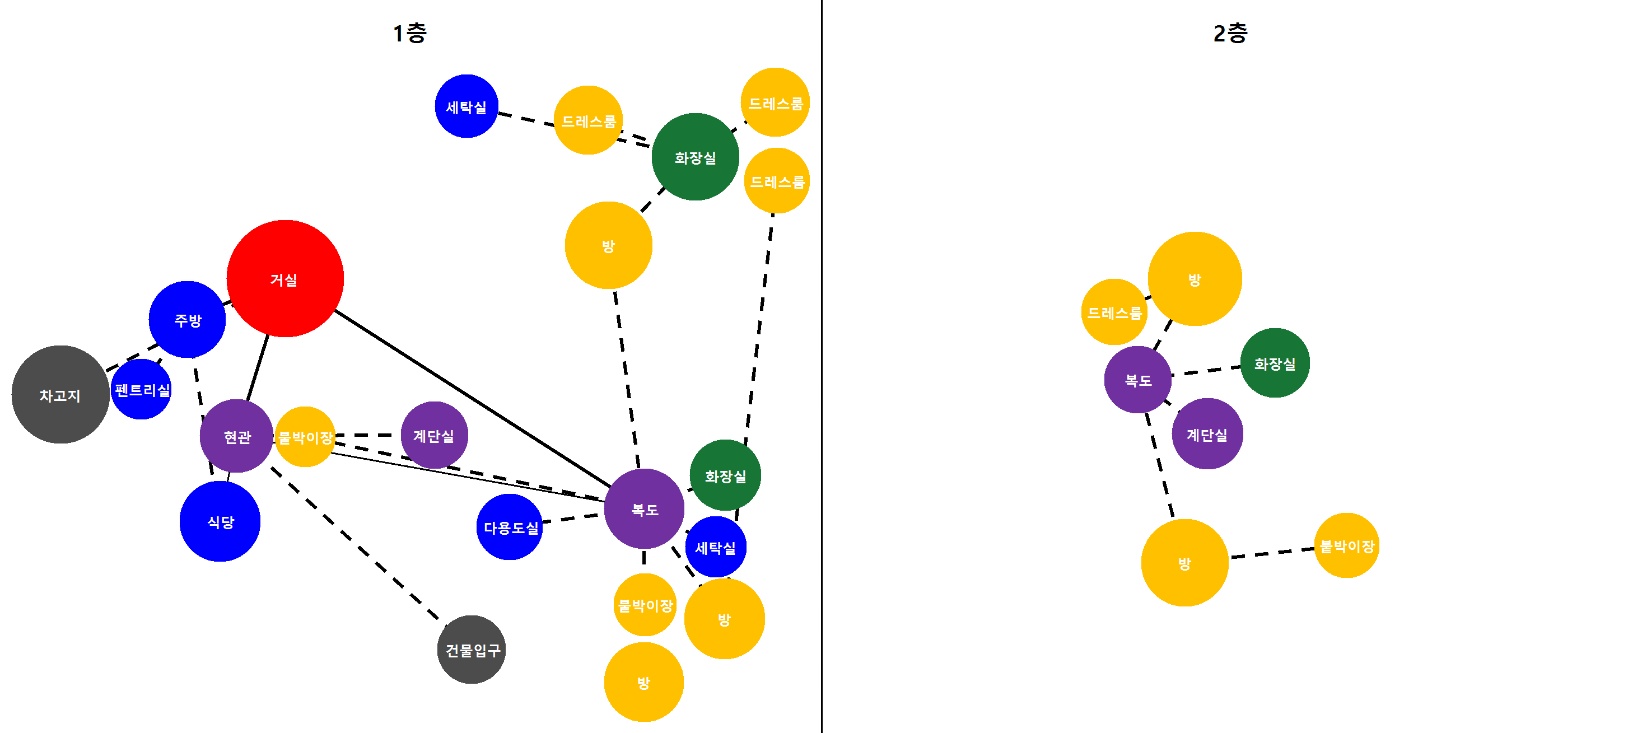 1층
2층
세탁실
드레스룸
드레스룸
화장실
드레스룸
방
거실
주방
차고지
펜트리실
현관
붙박이장
계단실
식당
화장실
복도
다용도실
세탁실
붙박이장
방
건물입구
방
방
드레스룸
화장실
복도
계단실
방
붙박이장